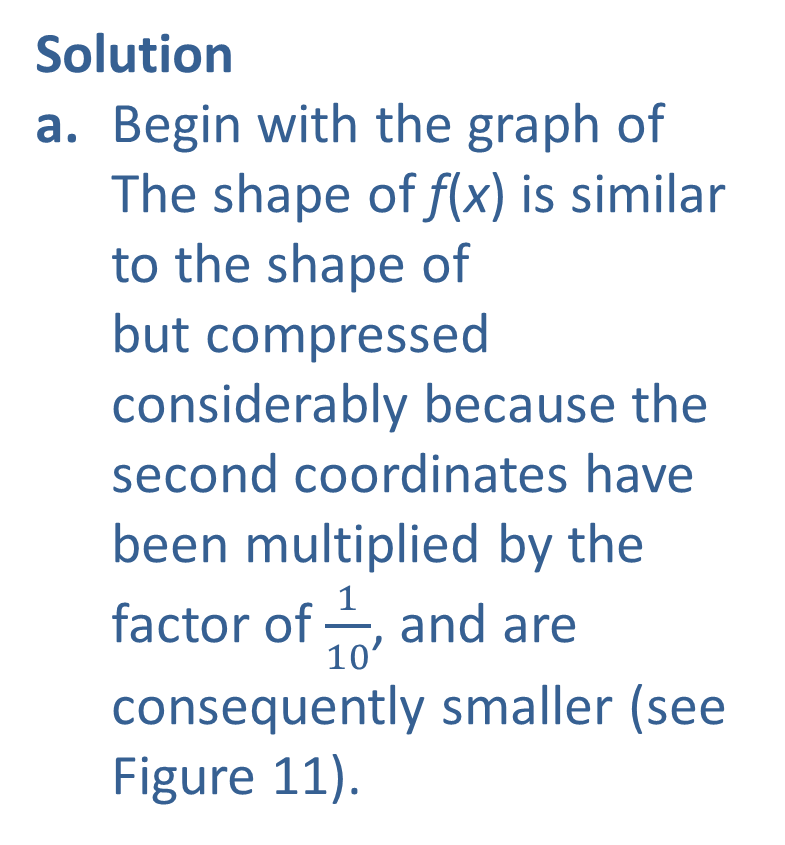 Solution
a. Begin with the graph of
The shape of f(x) is similar
to the shape of
but compressed
considerably because the
second coordinates have
been multiplied by the
factor of 1/10, and are
consequently smaller (see
Figure 11).